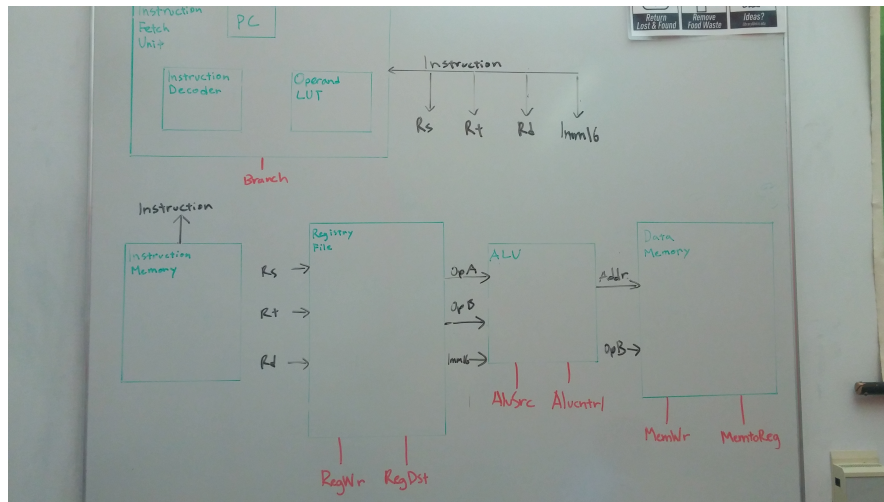 Instruction
Fetch
Unit
PC
Instruction
Decoder
Operand
LUT
Instruction
Rs
Rt
Rd
Imm16
Branch
Return
Lost & Found
Remove
Food Waste
Ideas?
Instruction
Instruction
Memory
Rs
Rt
Rd
Registry
File
OpA
OpB
Imm16
ALU
Addr
OpB
Data
Memory
RegWr
RegDst
AluSrc
Alucntrl
MemWr
MemtoReg